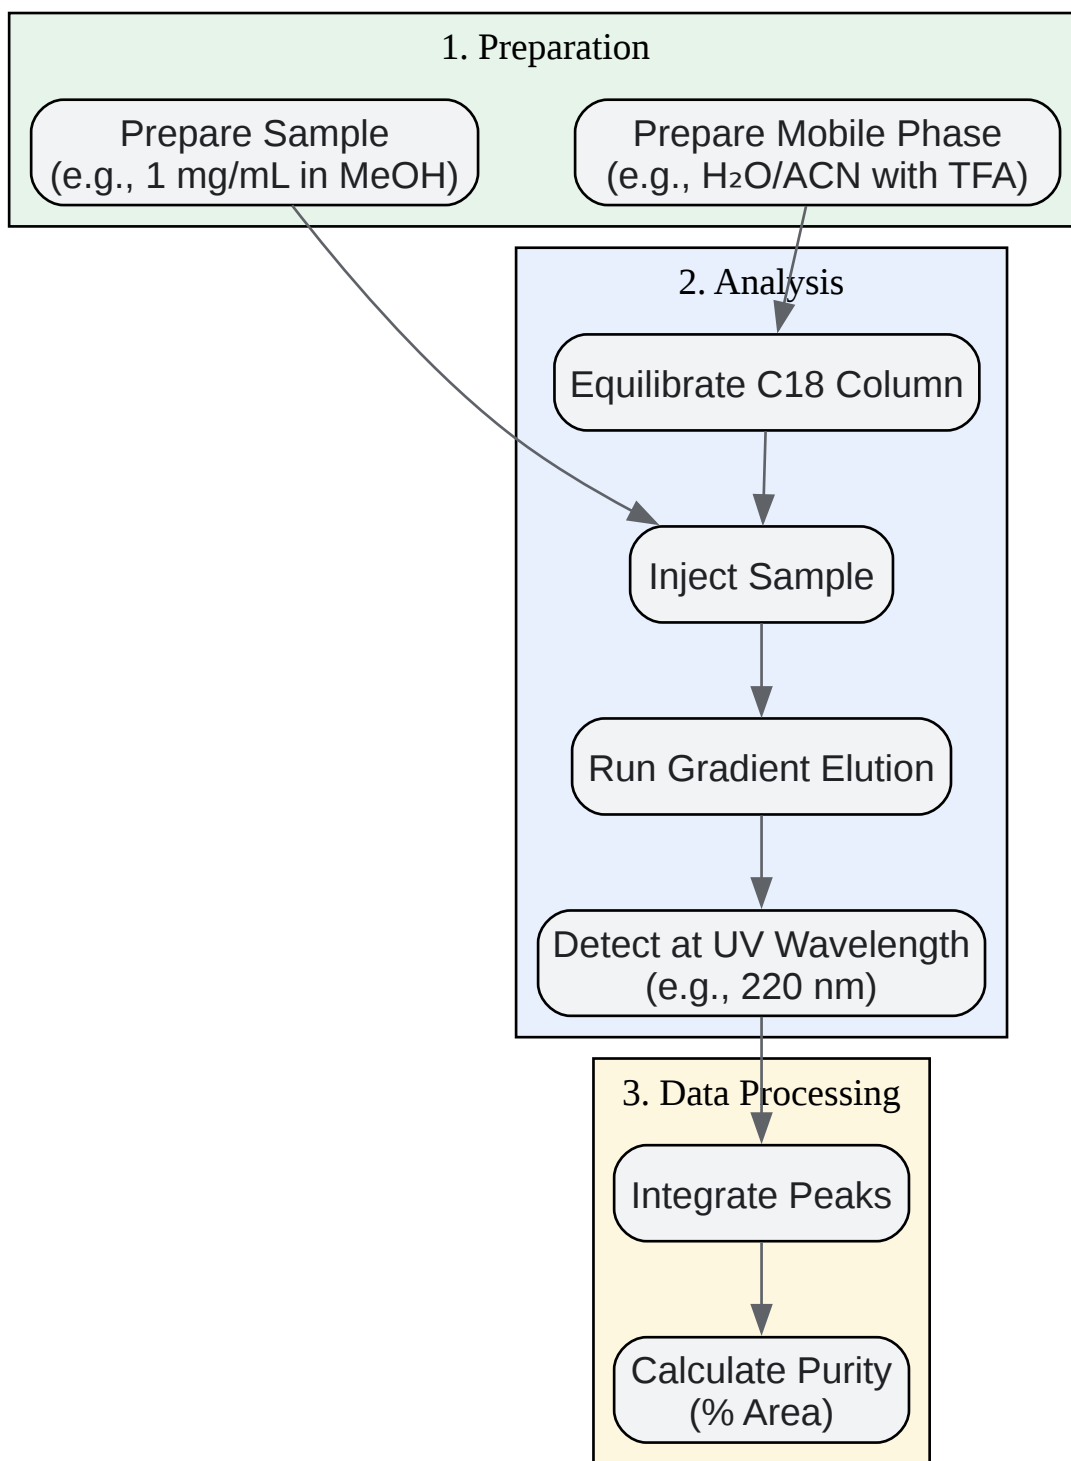 1. Preparation
Prepare Sample
(e.g., 1 mg/mL in MeOH)
Prepare Mobile Phase
(e.g., H₂O/ACN with TFA)
2. Analysis
Equilibrate C18 Column
Inject Sample
Run Gradient Elution
Detect at UV Wavelength
(e.g., 220 nm)
3. Data Processing
Integrate Peaks
Calculate Purity
(% Area)